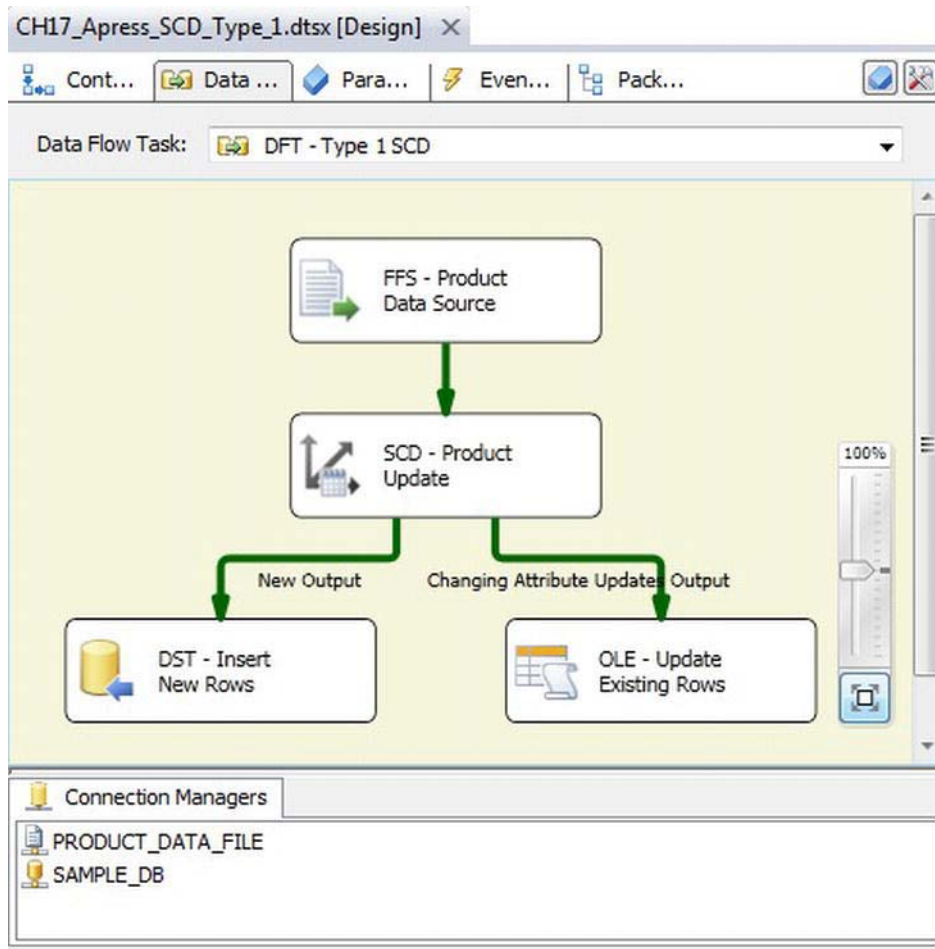 CH17_Apress_SCD_Type_1.dtsx [Design]
Cont... Data ... Para... Even... Pack...
Data Flow Task: DFT - Type 1 SCD
FFS - Product
Data Source
SCD - Product
Update
100%
New Output
Changing Attribute Updates Output
DST - Insert
New Rows
OLE - Update
Existing Rows
Connection Managers
PRODUCT_DATA_FILE
SAMPLE_DB